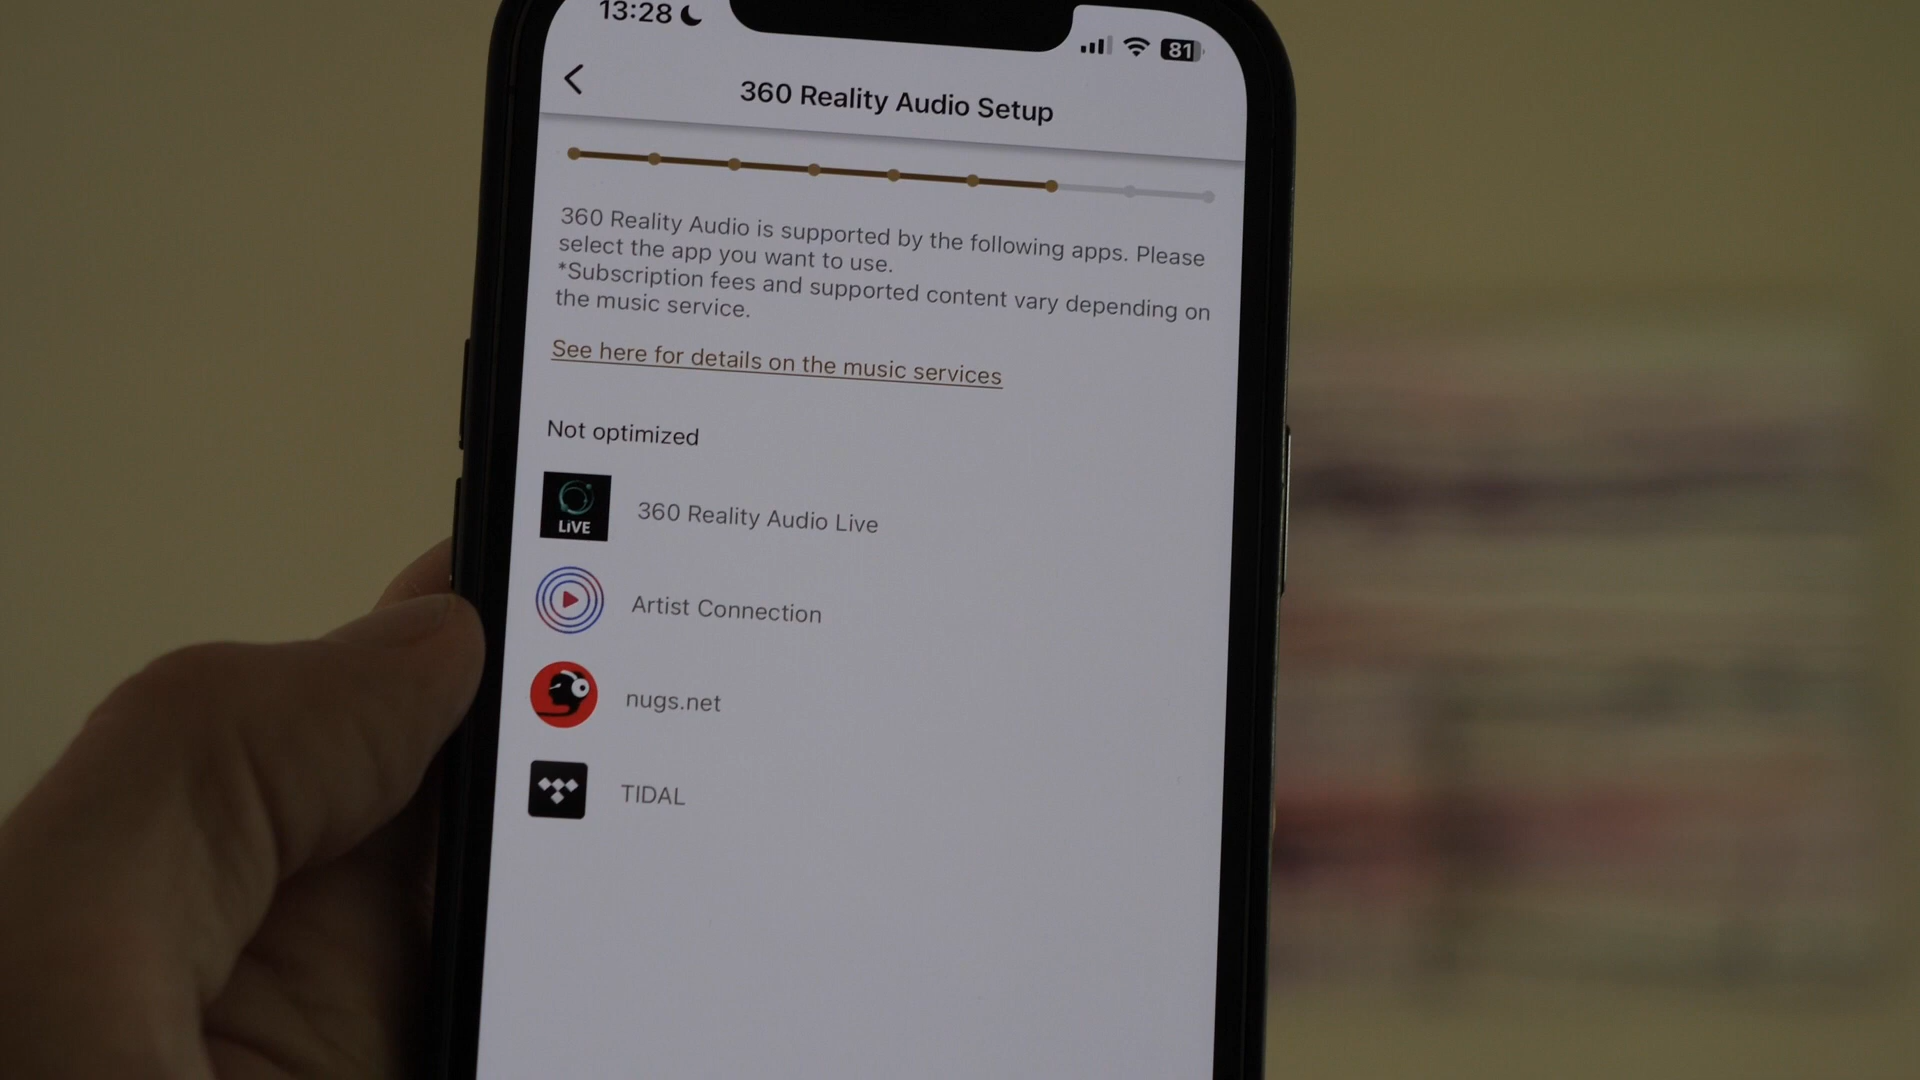 13:28
81
360 Reality Audio Setup
360 Reality Audio is supported by the following apps. Please
select the app you want to use.
*Subscription fees and supported content vary depending on
the music service.
See here for details on the music services
Not optimized
LiVE
360 Reality Audio Live
Artist Connection
nugs.net
TIDAL